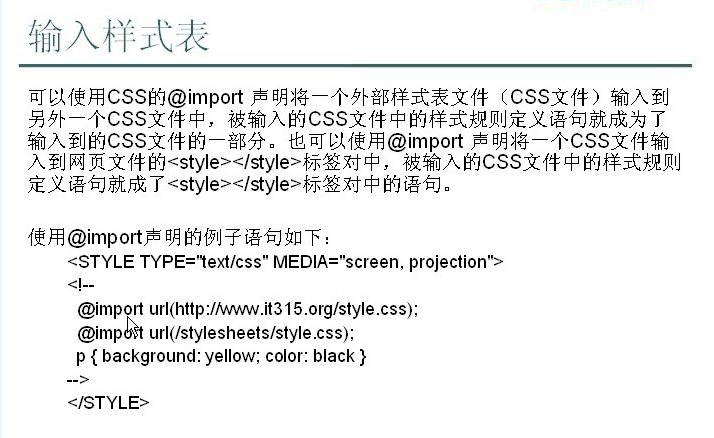 输入样式表
可以使用CSS的@import 声明将一个外部样式表文件（CSS文件）输入到
另外一个CSS文件中，被输入的CSS文件中的样式规则定义语句就成为了
输入到的CSS文件的一部分。也可以使用@import 声明将一个CSS文件输
入到网页文件的<style></style>标签对中，被输入的CSS文件中的样式规则
定义语句就成了<style></style>标签对中的语句。
使用@import声明的例子语句如下：
<STYLE TYPE="text/css" MEDIA="screen, projection">
<!--
@import url(http://www.it315.org/style.css);
@import url(/stylesheets/style.css);
p { background: yellow; color: black }
-->
</STYLE>